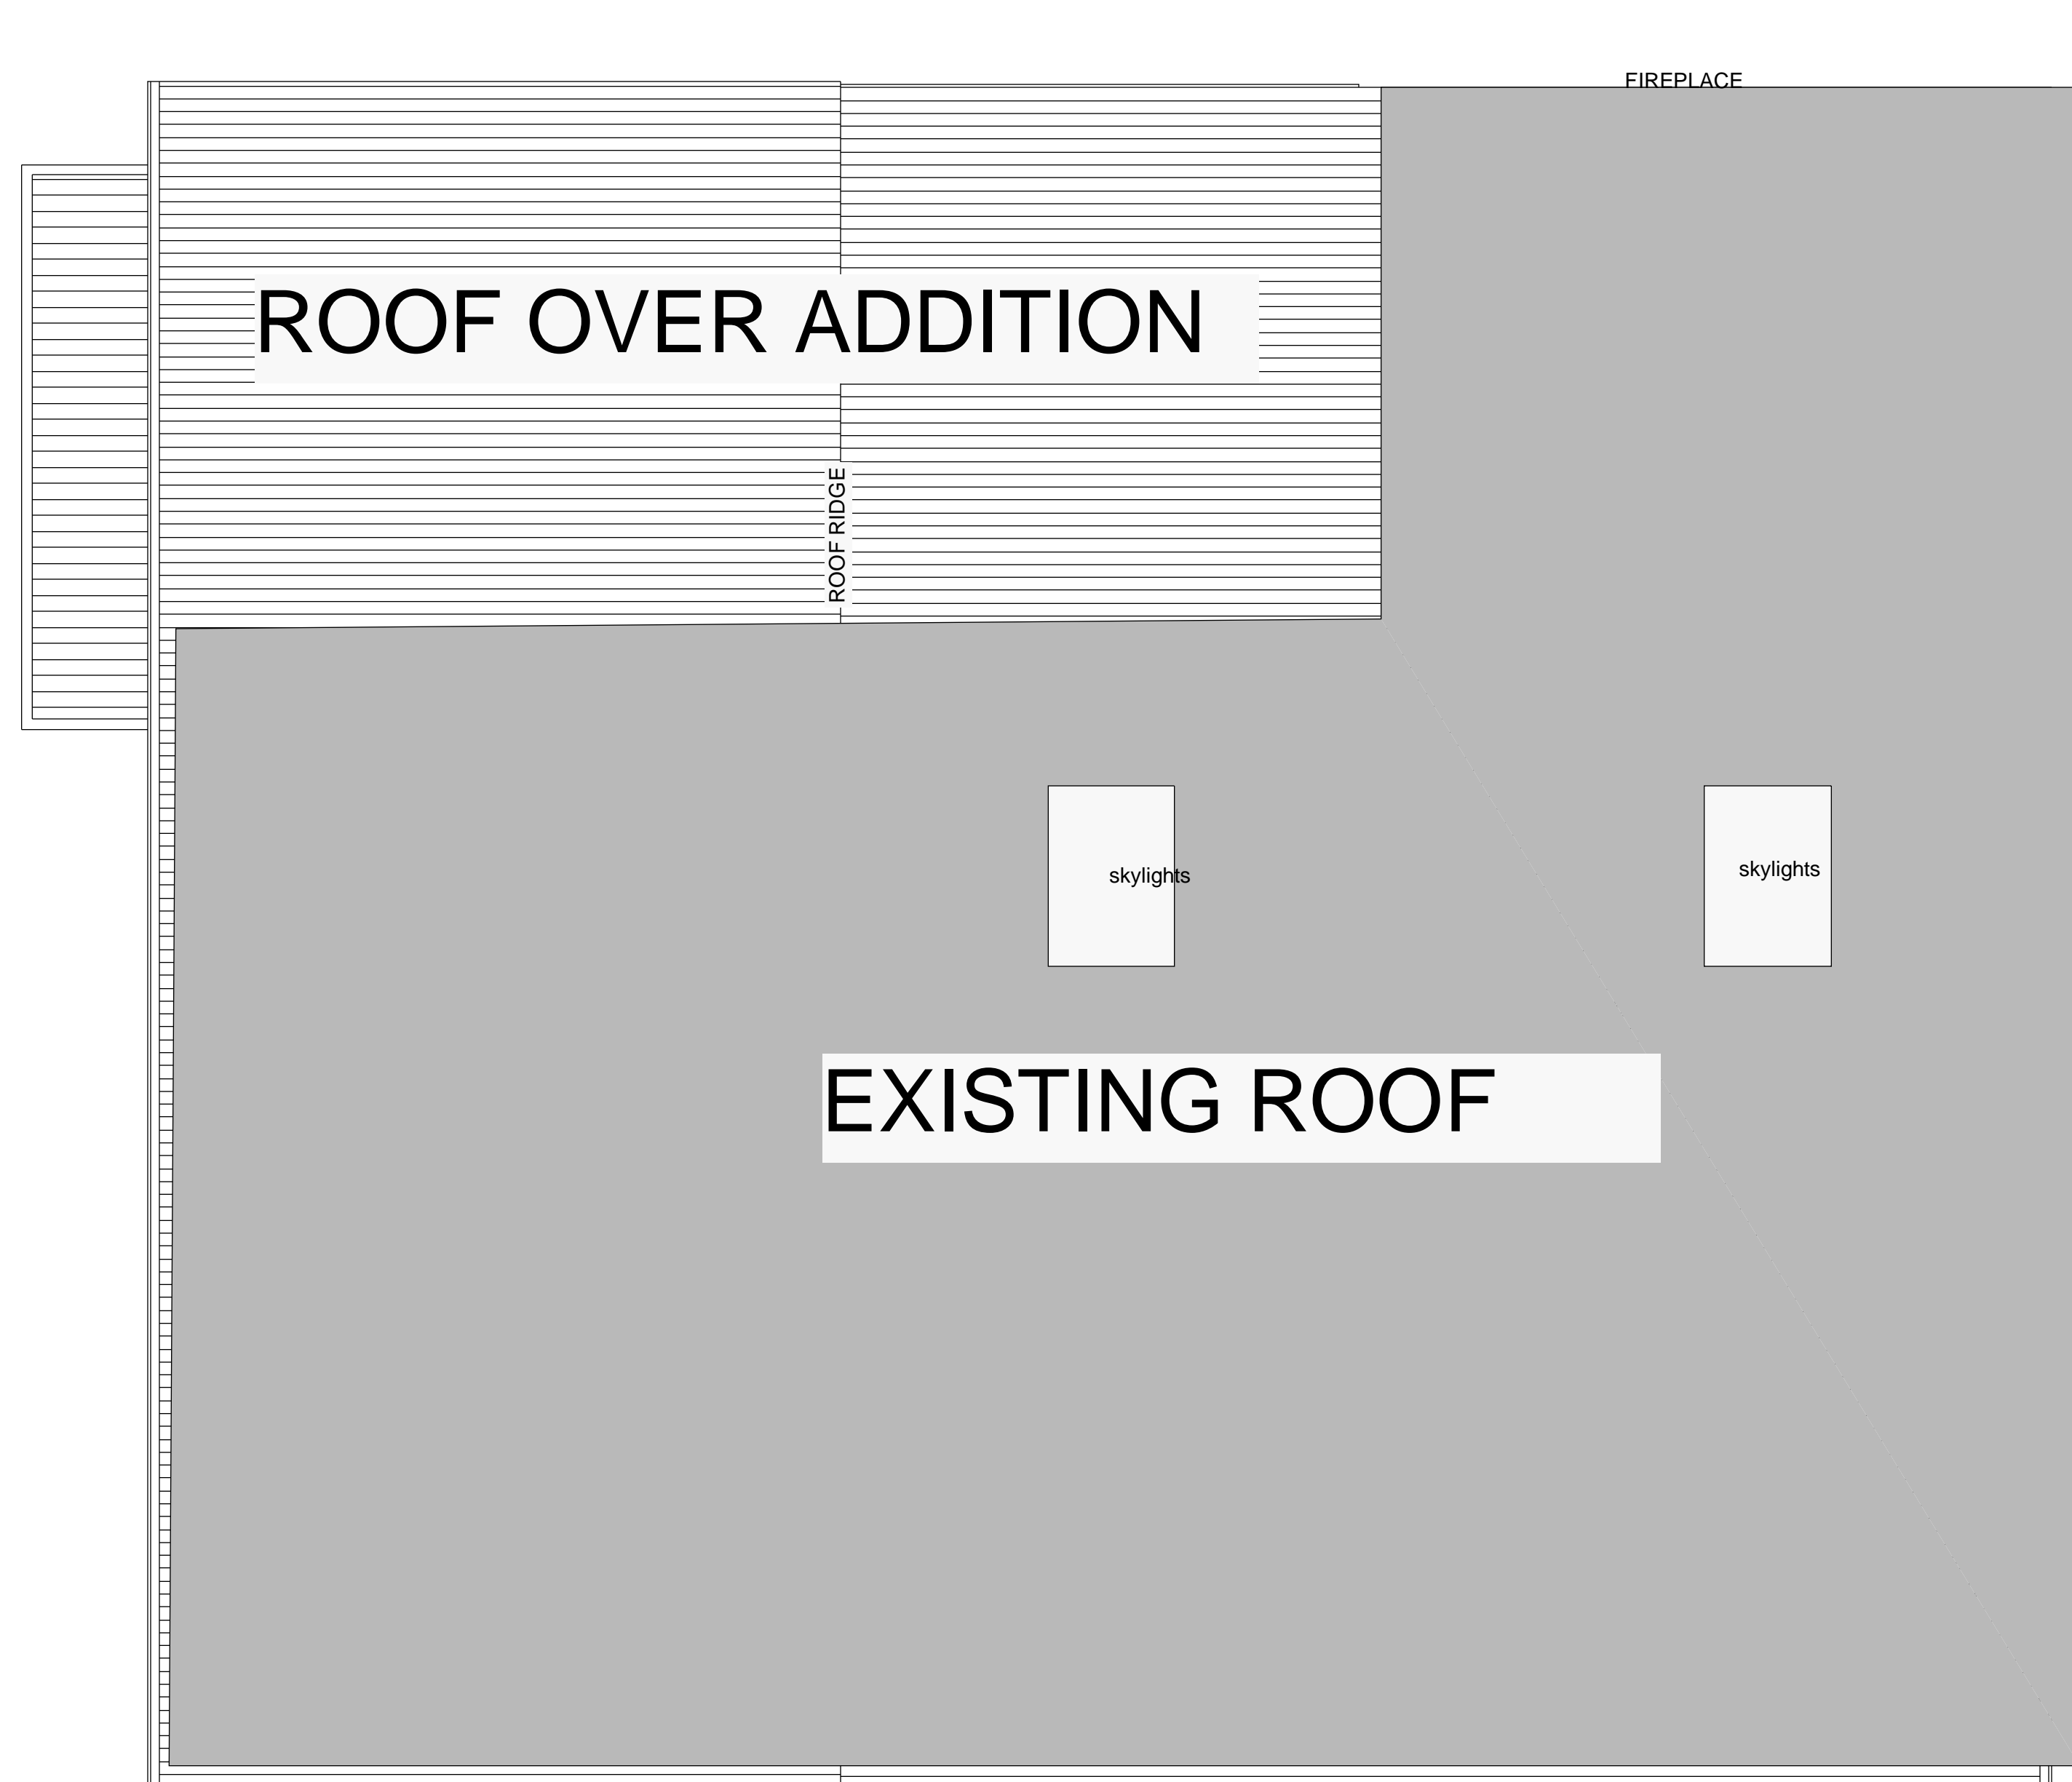 FIREPLACE
ROOF OVER ADDITION
ROOF RIDGE
skylights
skylights
EXISTING ROOF